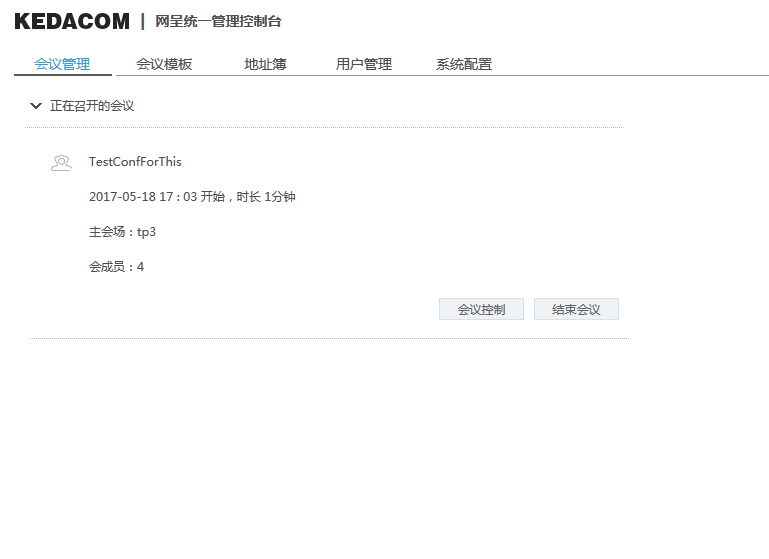 KEDACOM | 网呈统一管理控制台
会议管理 会议模板 地址簿 用户管理 系统配置
正在召开的会议
TestConfForThis
2017-05-18 17 : 03 开始，时长 1分钟
主会场：tp3
会成员：4
会议控制 结束会议